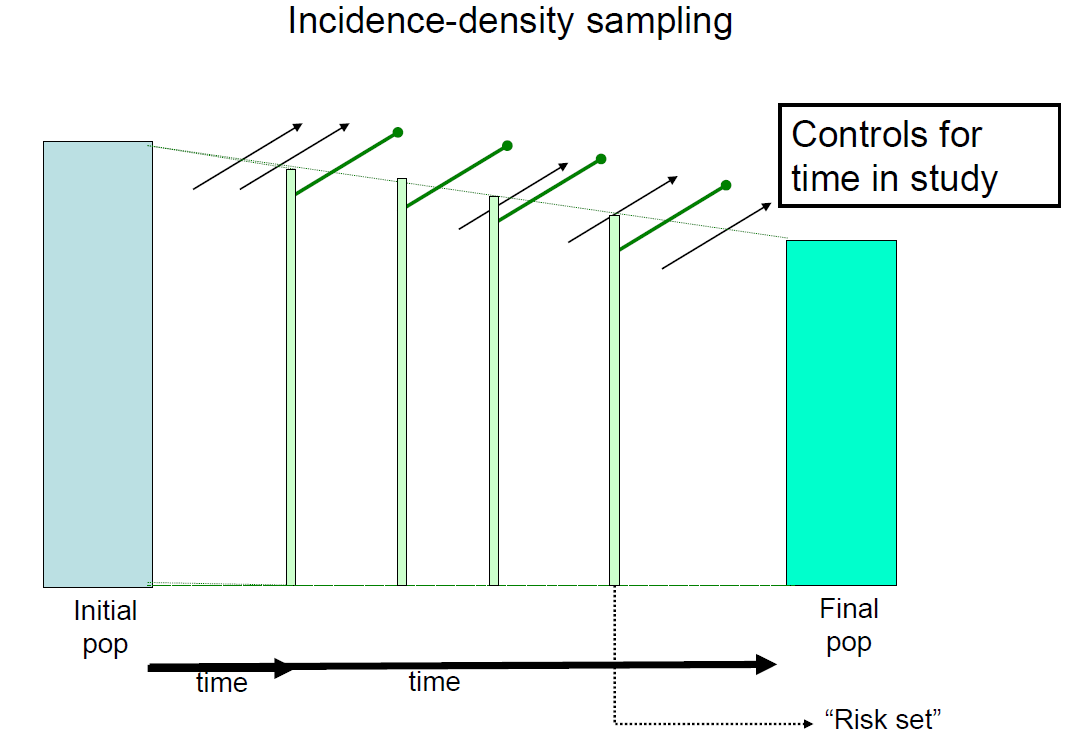 Incidence-density sampling
Controls for
time in study
Initial
pop
Final
pop
time
time
“Risk set”